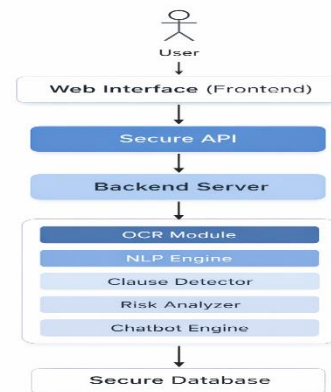 User
Web Interface (Frontend)
Secure API
Backend Server
OCR Module
NLP Engine
Clause Detector
Risk Analyzer
Chatbot Engine
Secure Database